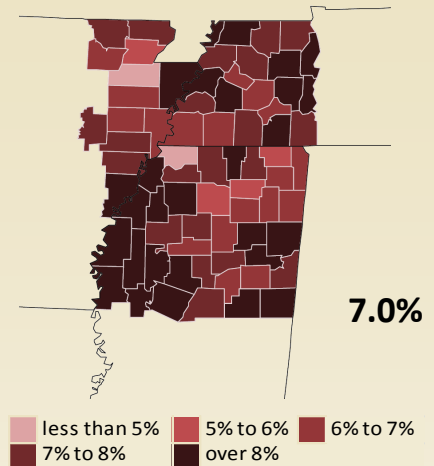 7.0%
less than 5% 5% to 6% 6% to 7%
7% to 8% over 8%